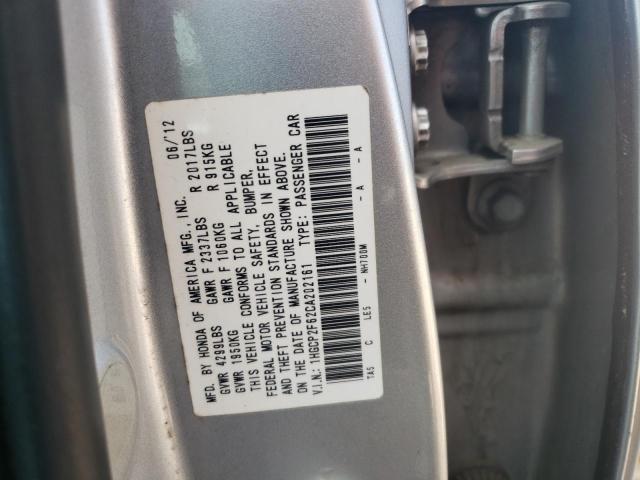 MFD. BY HONDA OF AMERICA MFG., INC. 06/'12
GVWR 4299LBS GAWR F 2337LBS R 2017LBS
GVWR 1950KG GAWR F 1060KG R 915KG
THIS VEHICLE CONFORMS TO ALL APPLICABLE
FEDERAL MOTOR VEHICLE SAFETY, BUMPER,
AND THEFT PREVENTION STANDARDS IN EFFECT
ON THE DATE OF MANUFACTURE SHOWN ABOVE.
V.I.N.: 1HGCP2F62CA202161 TYPE: PASSENGER CAR
TA5 C LE5 NH700M A A